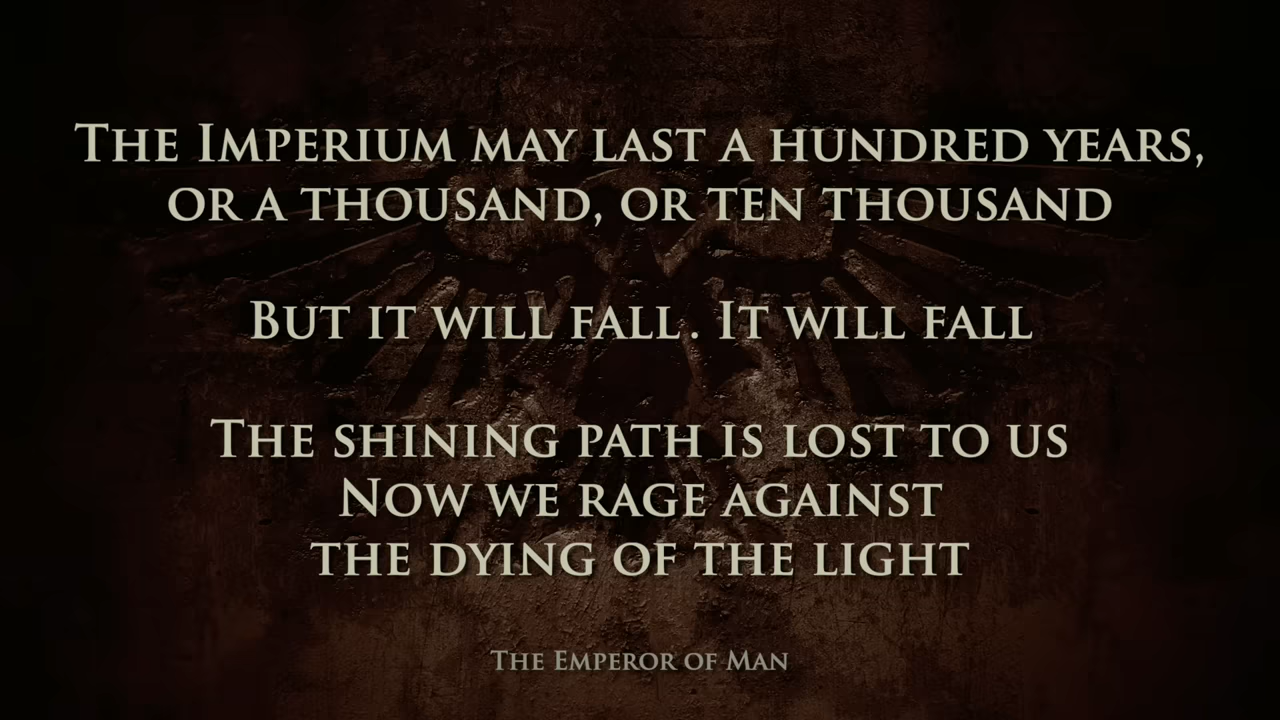 The Imperium may last a hundred years,
or a thousand, or ten thousand
But it will fall. It will fall
The shining path is lost to us
Now we rage against
the dying of the light
The Emperor of Man